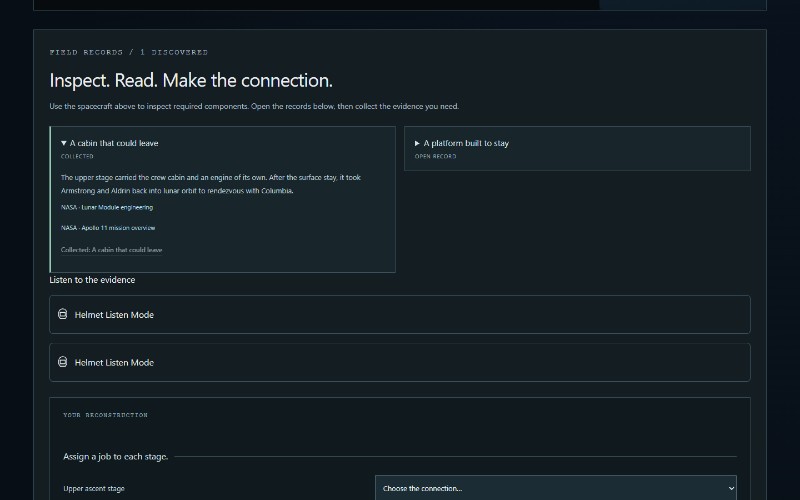 FIELD RECORDS / 1 DISCOVERED
Inspect. Read. Make the connection.
Use the spacecraft above to inspect required components. Open the records below, then collect the evidence you need.
A cabin that could leave
COLLECTED
The upper stage carried the crew cabin and an engine of its own. After the surface stay, it took
Armstrong and Aldrin back into lunar orbit to rendezvous with Columbia.
NASA - Lunar Module engineering
NASA - Apollo 11 mission overview
Collected: A cabin that could leave
A platform built to stay
OPEN RECORD
Listen to the evidence
Helmet Listen Mode
Helmet Listen Mode
YOUR RECONSTRUCTION
Assign a job to each stage.
Upper ascent stage
Choose the connection...